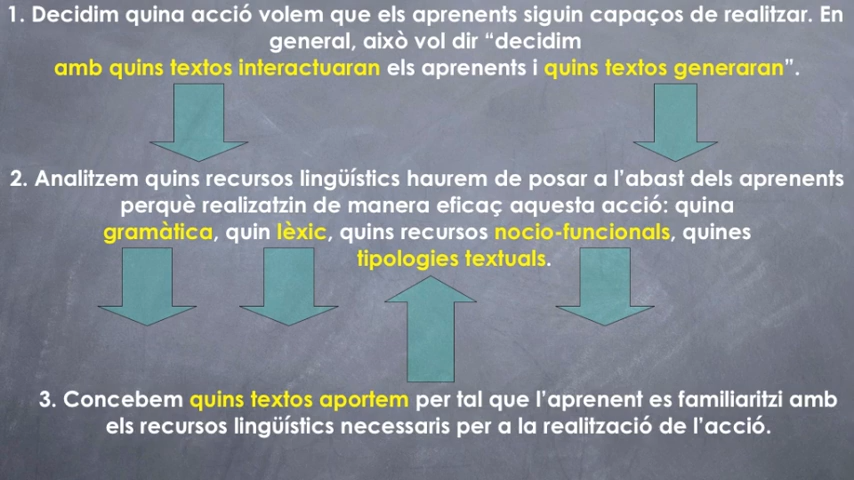 1. Decidim quina acció volem que els aprenents siguin capaços de realitzar. En
general, això vol dir “decidim
amb quins textos interactuaran els aprenents i quins textos generaran”.
2. Analitzem quins recursos lingüístics haurem de posar a l’abast dels aprenents
perquè realizatzin de manera eficaç aquesta acció: quina
gramàtica, quin lèxic, quins recursos nocio-funcionals, quines
tipologies textuals.
3. Concebem quins textos aportem per tal que l’aprenent es familiaritzi amb
els recursos lingüístics necessaris per a la realització de l’acció.